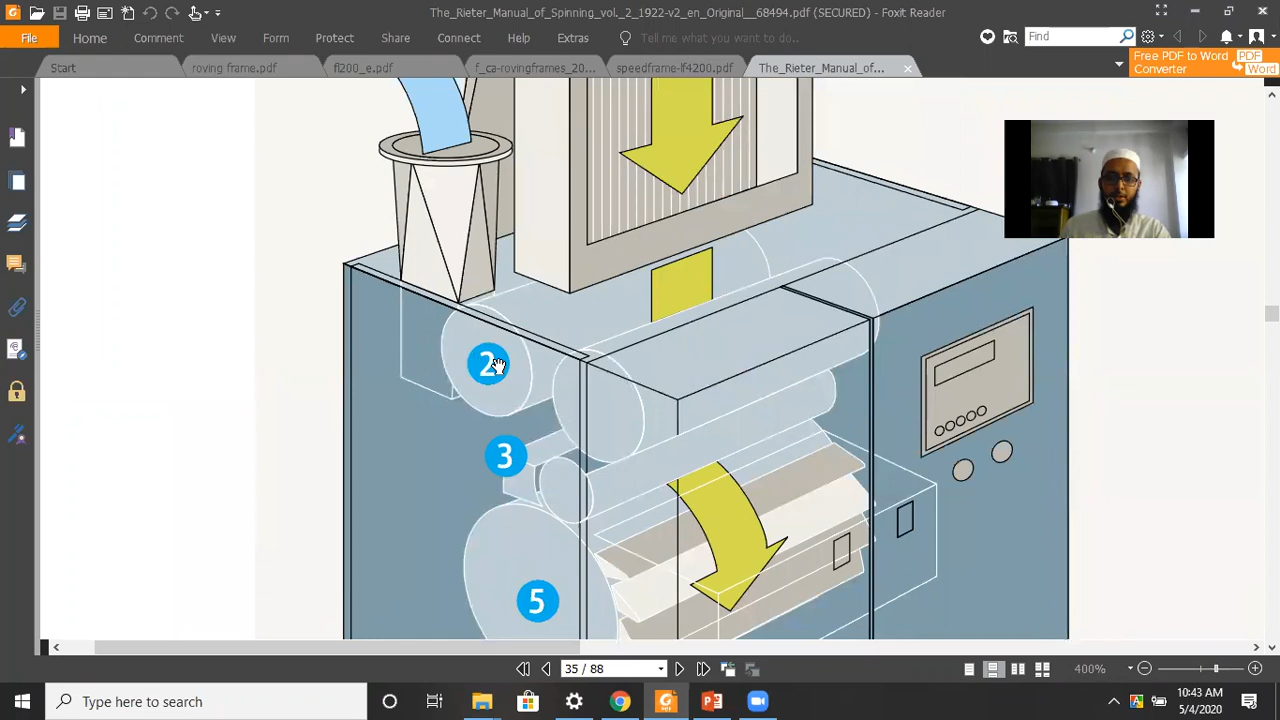 The_Rieter_Manual_of_Spinning_vol._2_1922-v2_en_Original__68494.pdf (SECURED) - Foxit Reader
File Home Comment View Form Protect Share Connect Help Extras Tell me what you want to do.. Find
Start roving frame.pdf fl200_e.pdf f_ca-rovingframes_20... speedframe-lf4200.pdf The_Rieter_Manual_of...
Free PDF to Word Converter
PDF
Word
2
3
5
35 / 88
400%
Type here to search
10:43 AM
5/4/2020